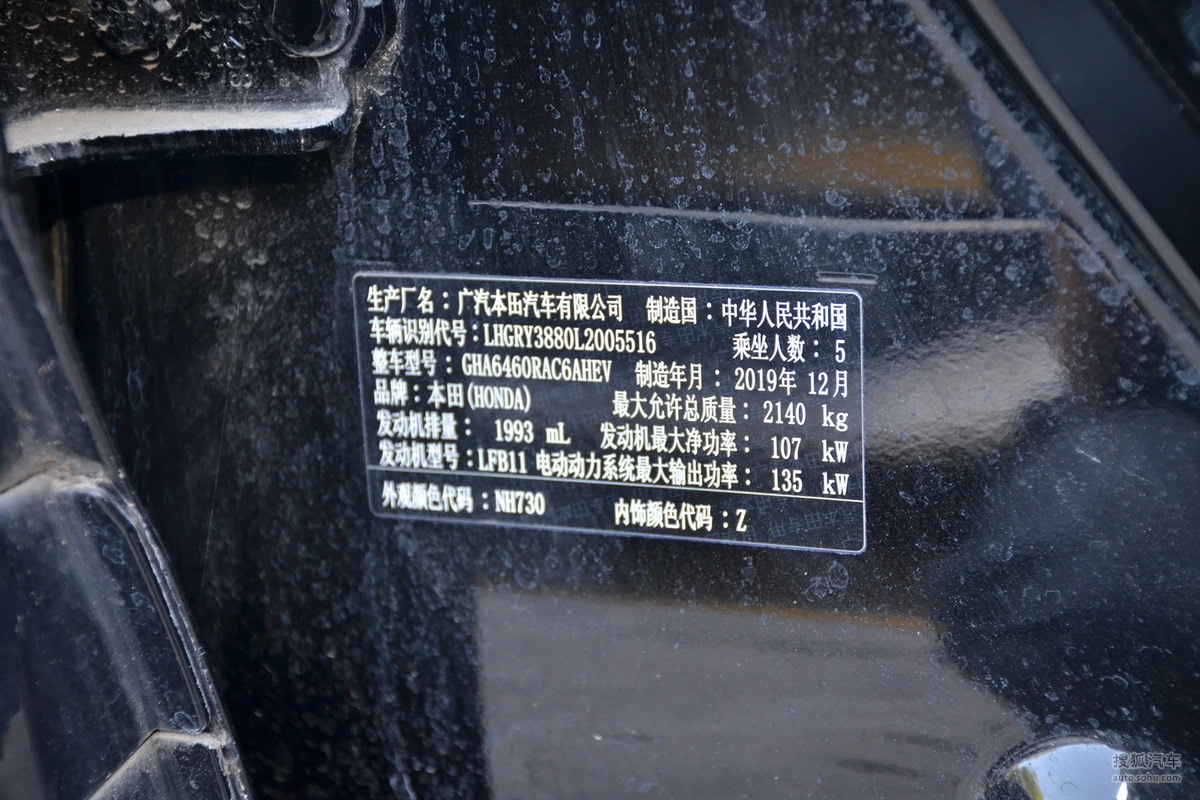 生产厂名：广汽本田汽车有限公司 制造国：中华人民共和国
车辆识别代号：LHGRY3880L2005516 乘坐人数：5
整车型号：GHA6460RAC6AHEV 制造年月：2019年 12月
品牌：本田(HONDA) 最大允许总质量：2140 kg
发动机排量：1993 mL 发动机最大净功率：107 kW
发动机型号：LFB11 电动动力系统最大输出功率：135 kW
外观颜色代码：NH730 内饰颜色代码：Z
搜狐汽车
auto.sohu.com